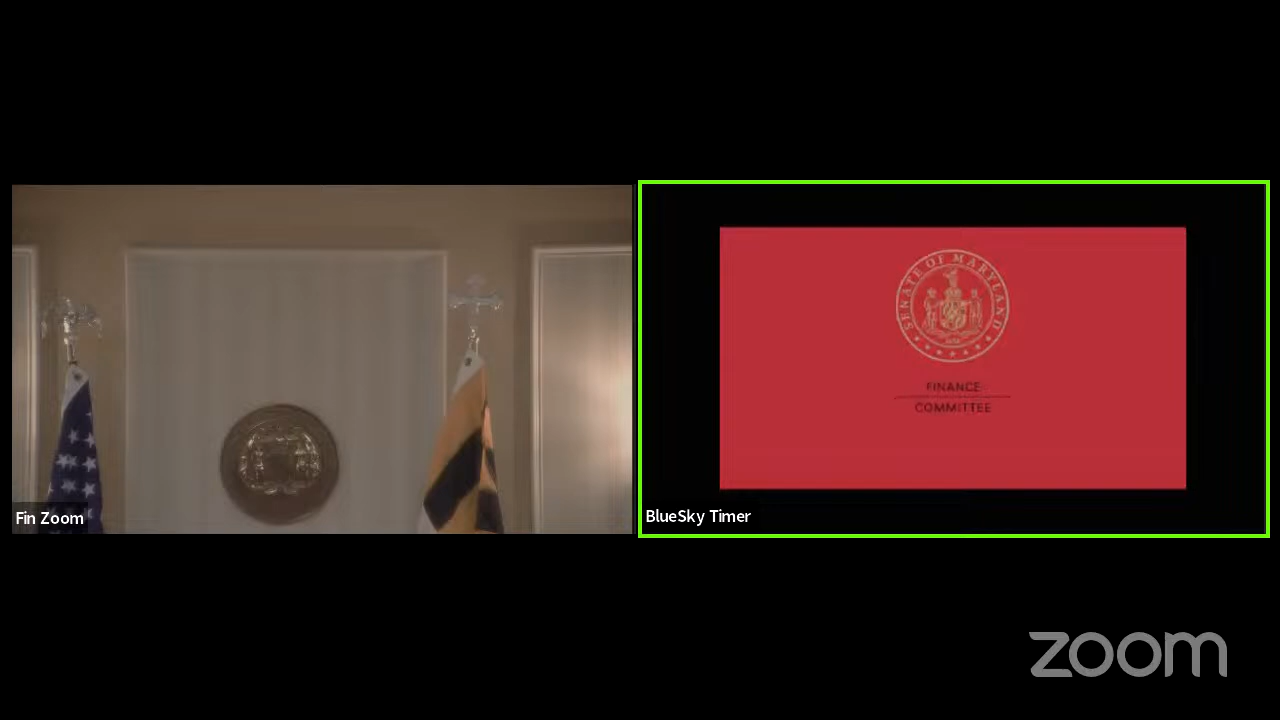 SENATE OF MARYLAND
FINANCE
COMMITTEE
Fin Zoom
BlueSky Timer
zoom